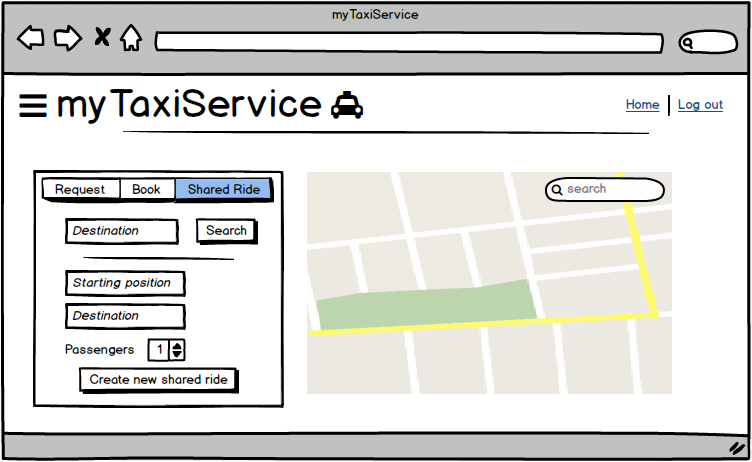 myTaxiService
myTaxiService
Home Log out
Request Book Shared Ride
search
Destination Search
Starting position
Destination
Passengers 1
Create new shared ride